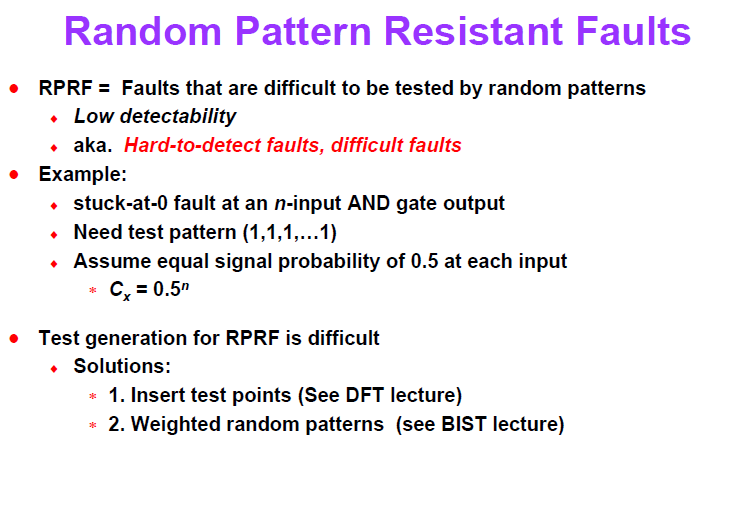 Random Pattern Resistant Faults
● RPRF = Faults that are difficult to be tested by random patterns
♦ Low detectability
♦ aka. Hard-to-detect faults, difficult faults
● Example:
♦ stuck-at-0 fault at an n-input AND gate output
♦ Need test pattern (1,1,1,…1)
♦ Assume equal signal probability of 0.5 at each input
* Cₓ = 0.5ⁿ
● Test generation for RPRF is difficult
♦ Solutions:
* 1. Insert test points (See DFT lecture)
* 2. Weighted random patterns (see BIST lecture)